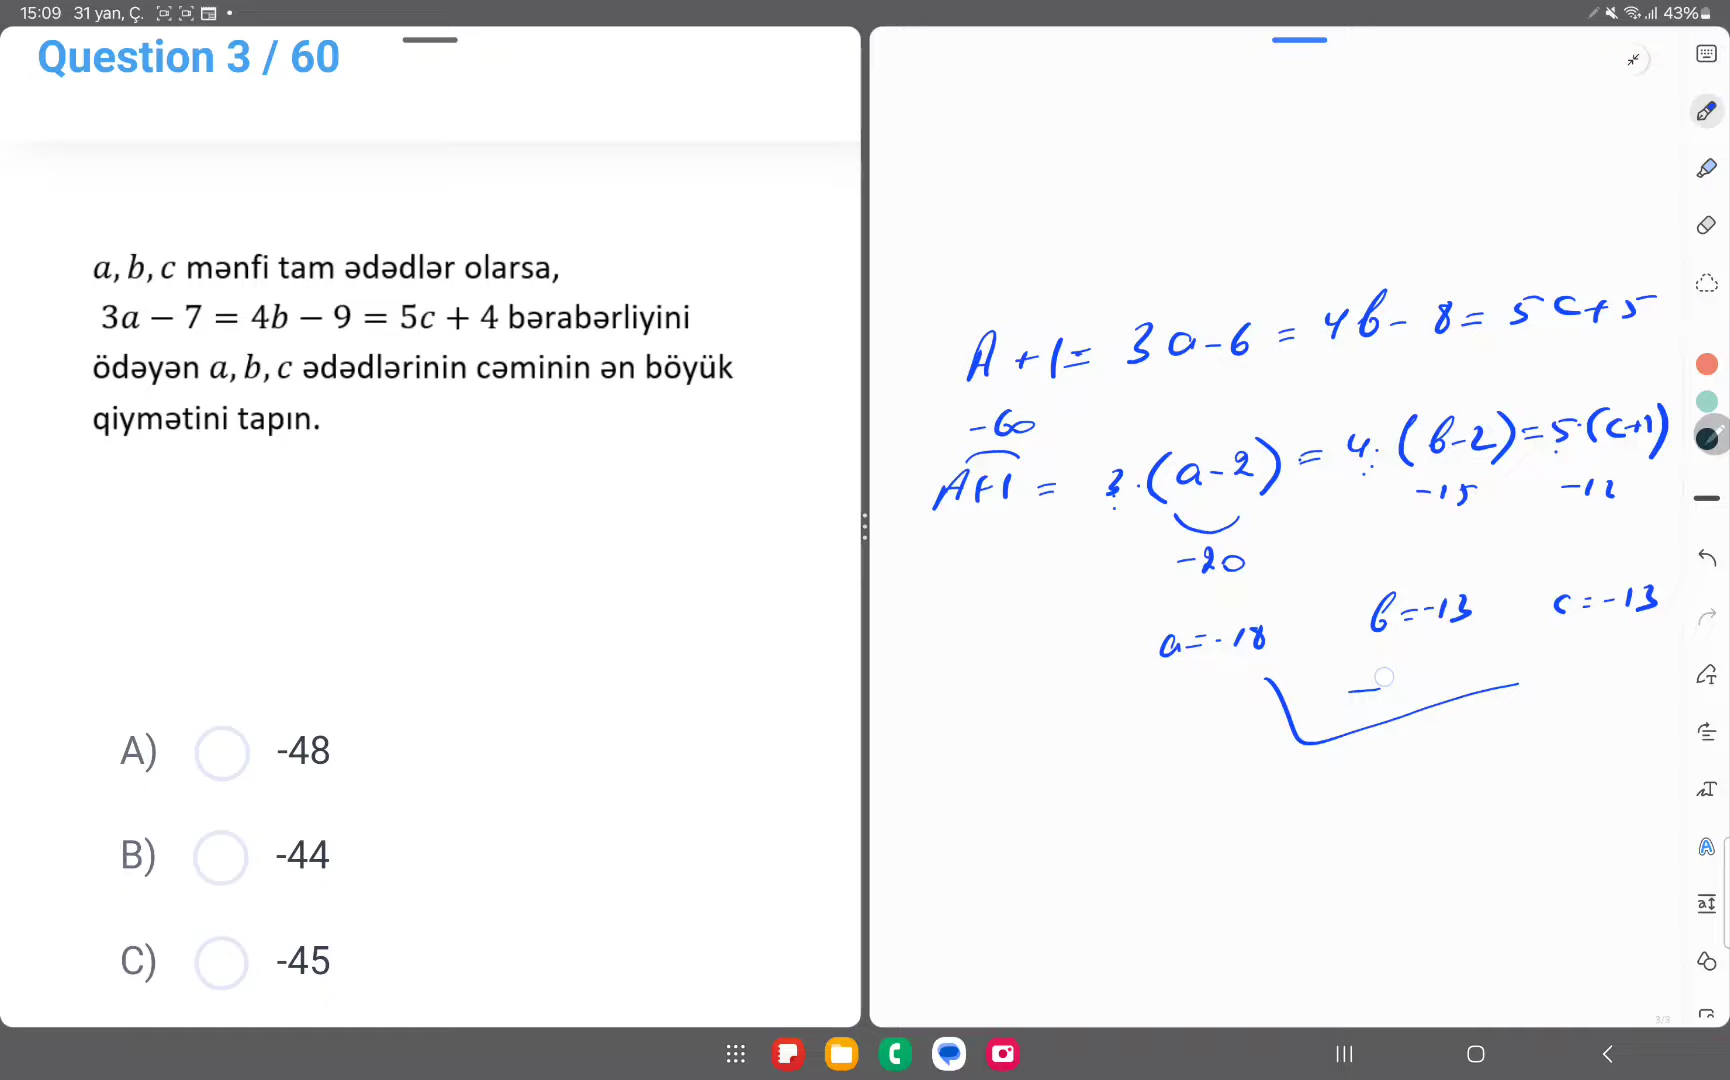 15:09 31 yan, Ç. 43%
Question 3 / 60
a, b, c mənfi tam ədədlər olarsa,
3a − 7 = 4b − 9 = 5c + 4 bərabərliyini
ödəyən a, b, c ədədlərinin cəminin ən böyük
qiymətini tapın.
A) -48
B) -44
C) -45
A+1= 3a-6 = 4b-8= 5c+5
-60
A+1 = 3·(a-2) = 4·(b-2)=5·(c+1)
-15 -12
-20
a=-18 b=-13 c=-13
-
3/3